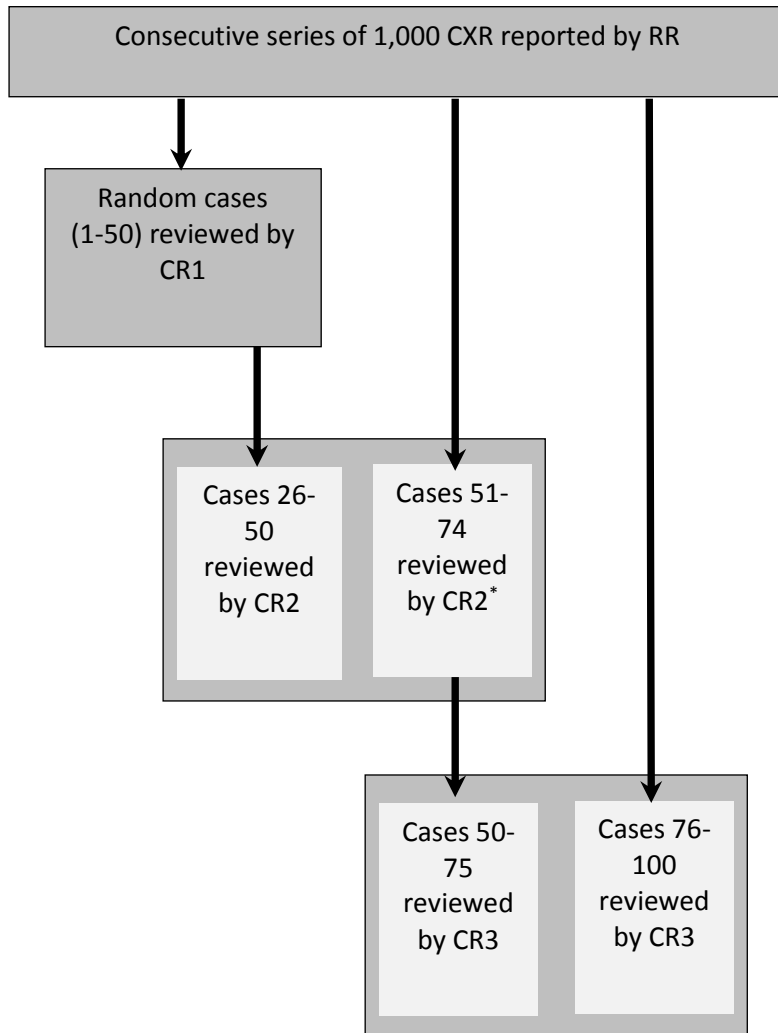 Consecutive series of 1,000 CXR reported by RR
Random cases
(1-50) reviewed by
CR1
Cases 26-
50
reviewed
by CR2
Cases 51-
74
reviewed
by CR2*
Cases 50-
75
reviewed
by CR3
Cases 76-
100
reviewed
by CR3